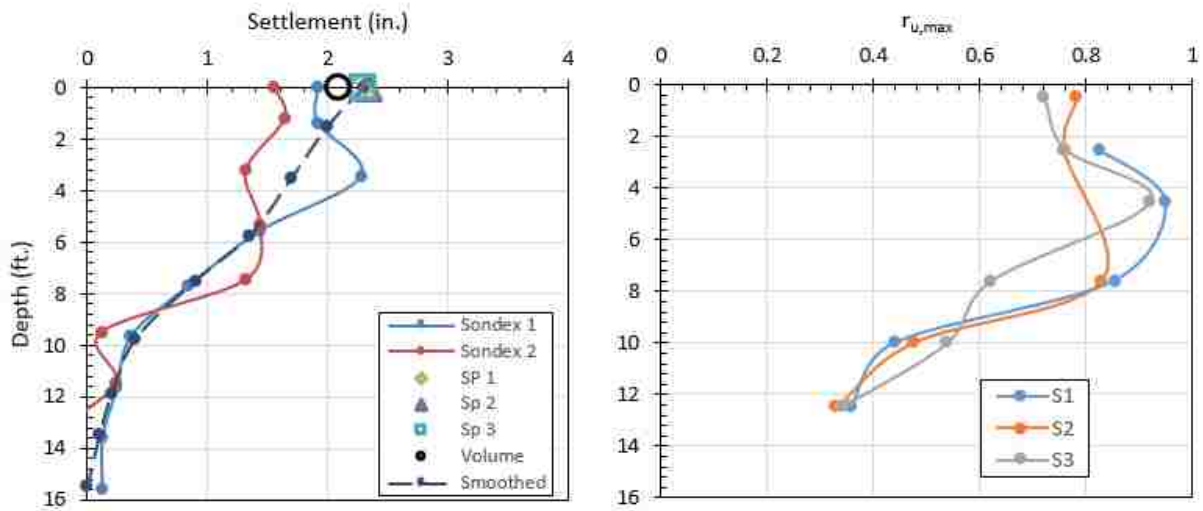 Settlement (in.)
0 1 2 3 4
0
2
4
6
8
10
12
14
16
Depth (ft.)
Sondex 1
Sondex 2
SP 1
Sp 2
Sp 3
Volume
Smoothed
ru,max
0 0.2 0.4 0.6 0.8 1
0
2
4
6
8
10
12
14
16
S1
S2
S3